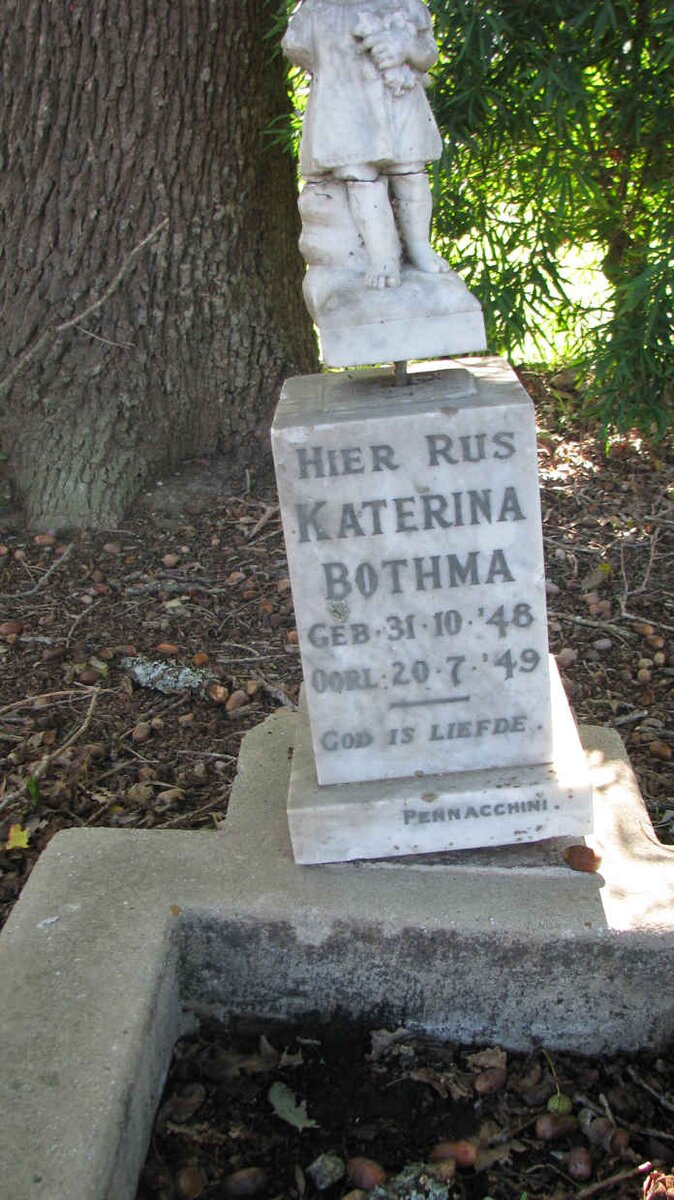 HIER RUS
KATERINA
BOTHMA
GEB·31·10·'48
OORL·20·7·'49
GOD IS LIEFDE.
PENNACCHINI.